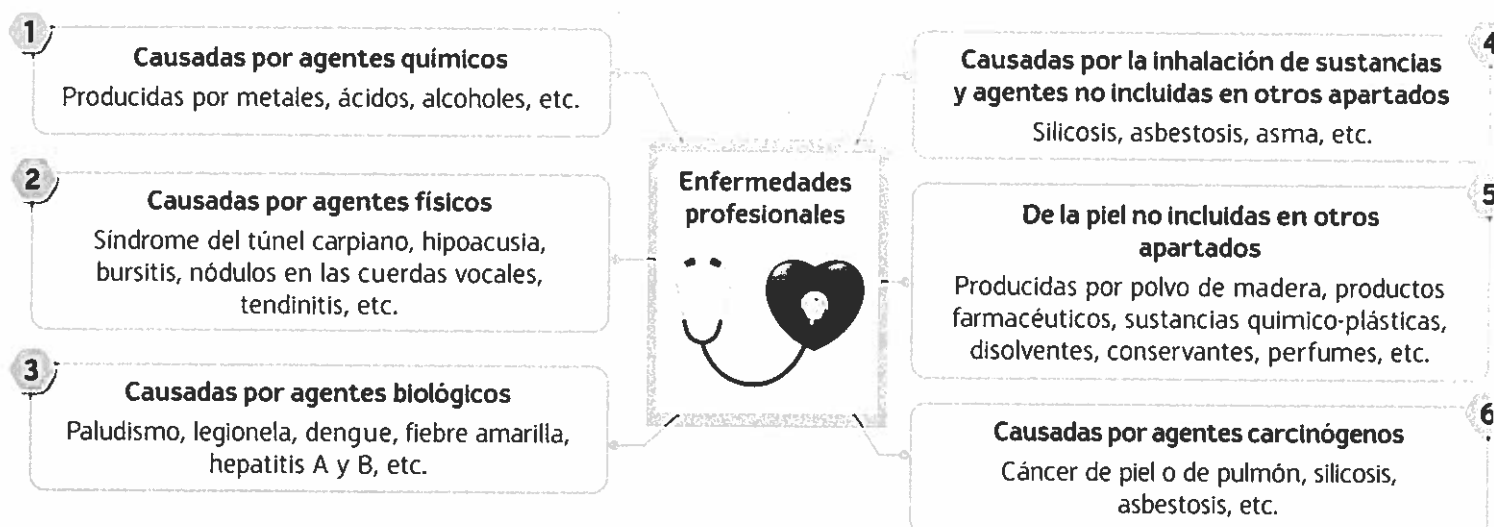 1
Causadas por agentes químicos
Producidas por metales, ácidos, alcoholes, etc.
2
Causadas por agentes físicos
Síndrome del túnel carpiano, hipoacusia,
bursitis, nódulos en las cuerdas vocales,
tendinitis, etc.
3
Causadas por agentes biológicos
Paludismo, legionela, dengue, fiebre amarilla,
hepatitis A y B, etc.
Enfermedades
profesionales
4
Causadas por la inhalación de sustancias
y agentes no incluidas en otros apartados
Silicosis, asbestosis, asma, etc.
5
De la piel no incluidas en otros
apartados
Producidas por polvo de madera, productos
farmacéuticos, sustancias químico-plásticas,
disolventes, conservantes, perfumes, etc.
6
Causadas por agentes carcinógenos
Cáncer de piel o de pulmón, silicosis,
asbestosis, etc.